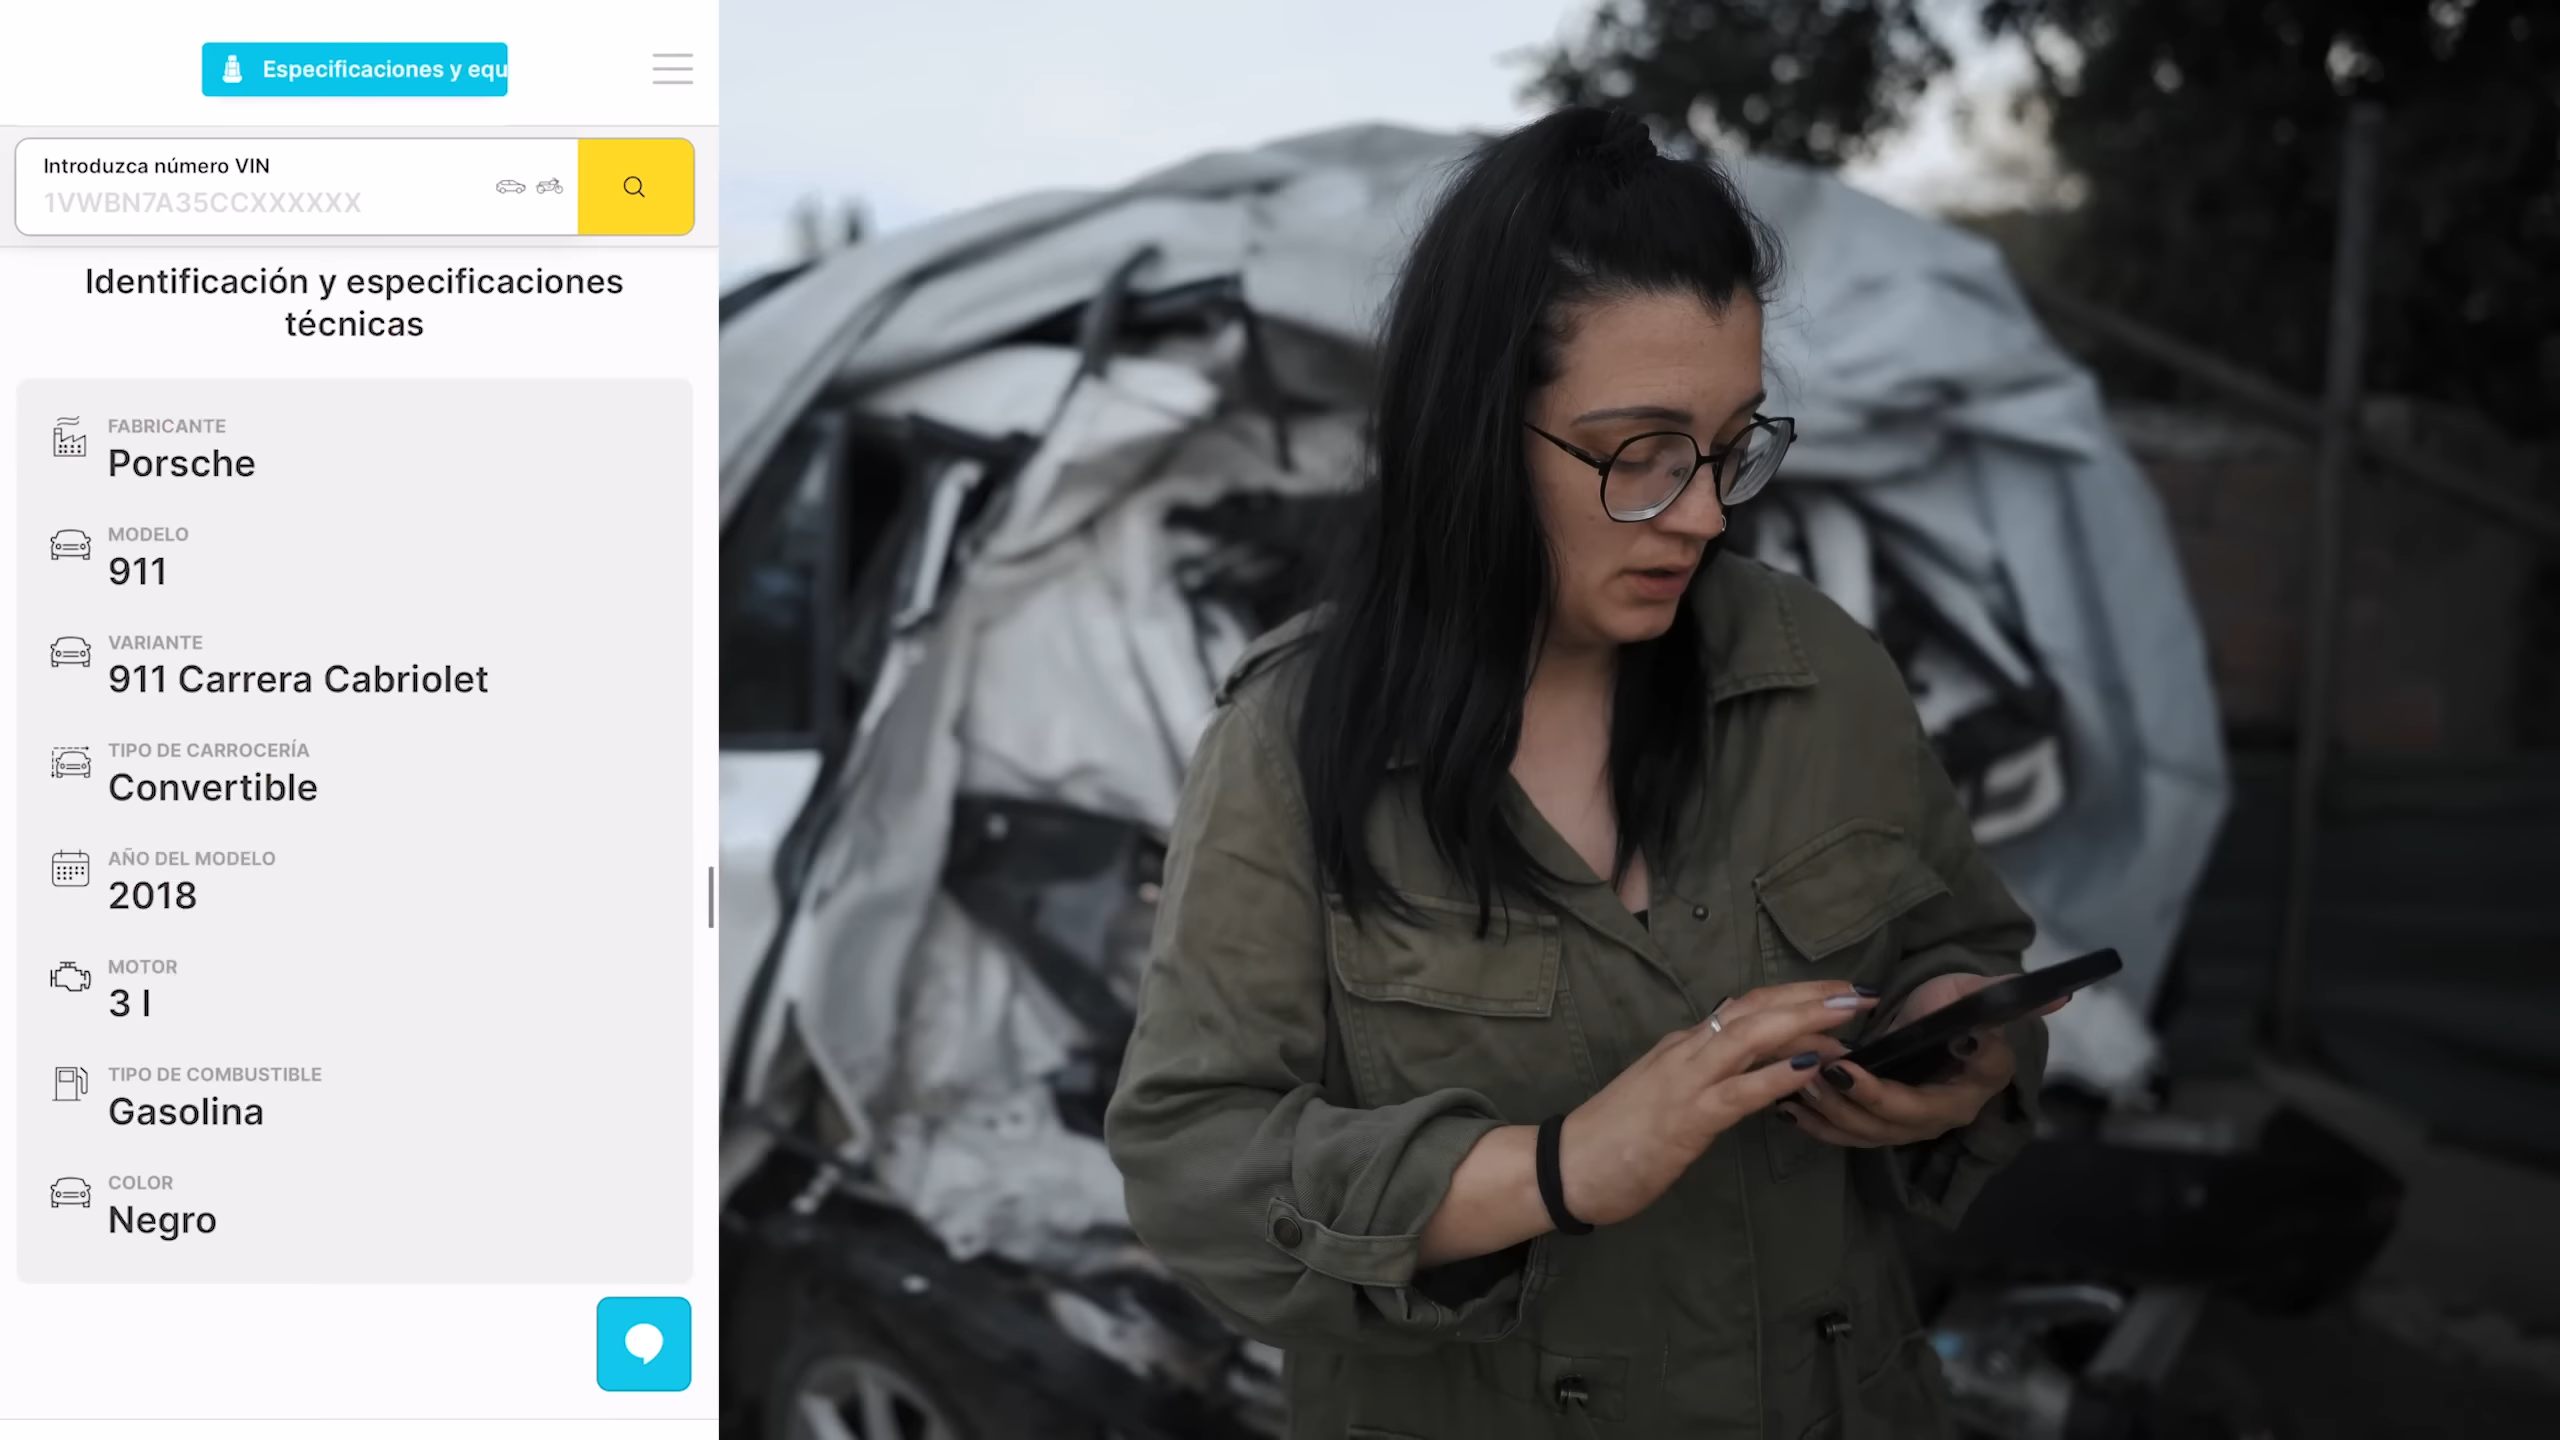 Especificaciones y equ
Introduzca número VIN
1VWBN7A35CCXXXXXX
Identificación y especificaciones
técnicas
FABRICANTE
Porsche
MODELO
911
VARIANTE
911 Carrera Cabriolet
TIPO DE CARROCERÍA
Convertible
AÑO DEL MODELO
2018
MOTOR
3 l
TIPO DE COMBUSTIBLE
Gasolina
COLOR
Negro